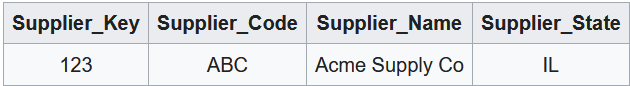 Supplier_Key Supplier_Code Supplier_Name Supplier_State
123 ABC Acme Supply Co IL